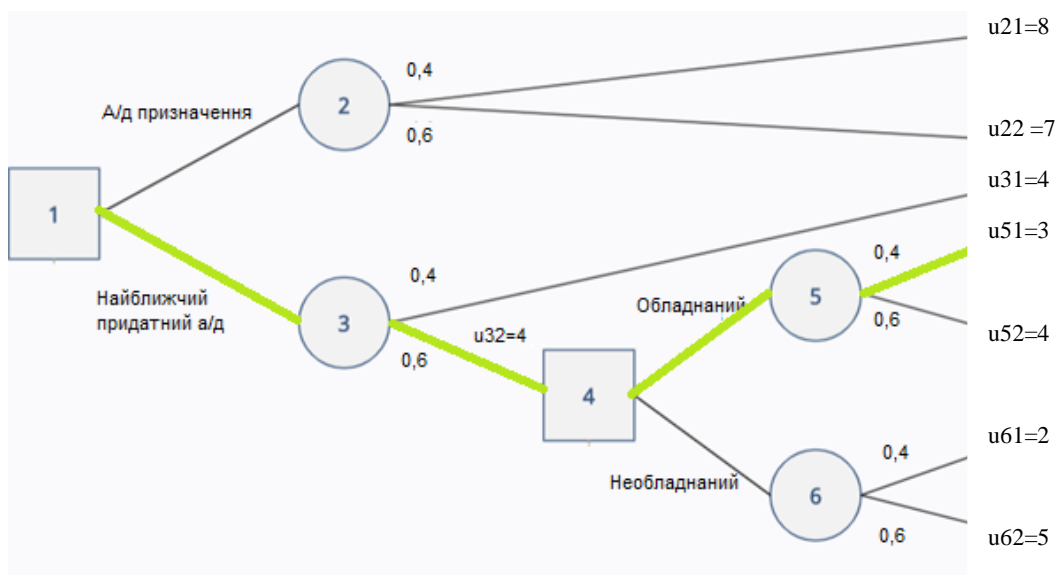 u21=8
0,4
А/д призначення
2
0,6
u22 =7
u31=4
1
u51=3
0,4
0,4
Найближчий
придатний а/д
3
Обладнаний
5
u32=4
0,6
u52=4
0,6
4
u61=2
0,4
Необладнаний
6
0,6
u62=5